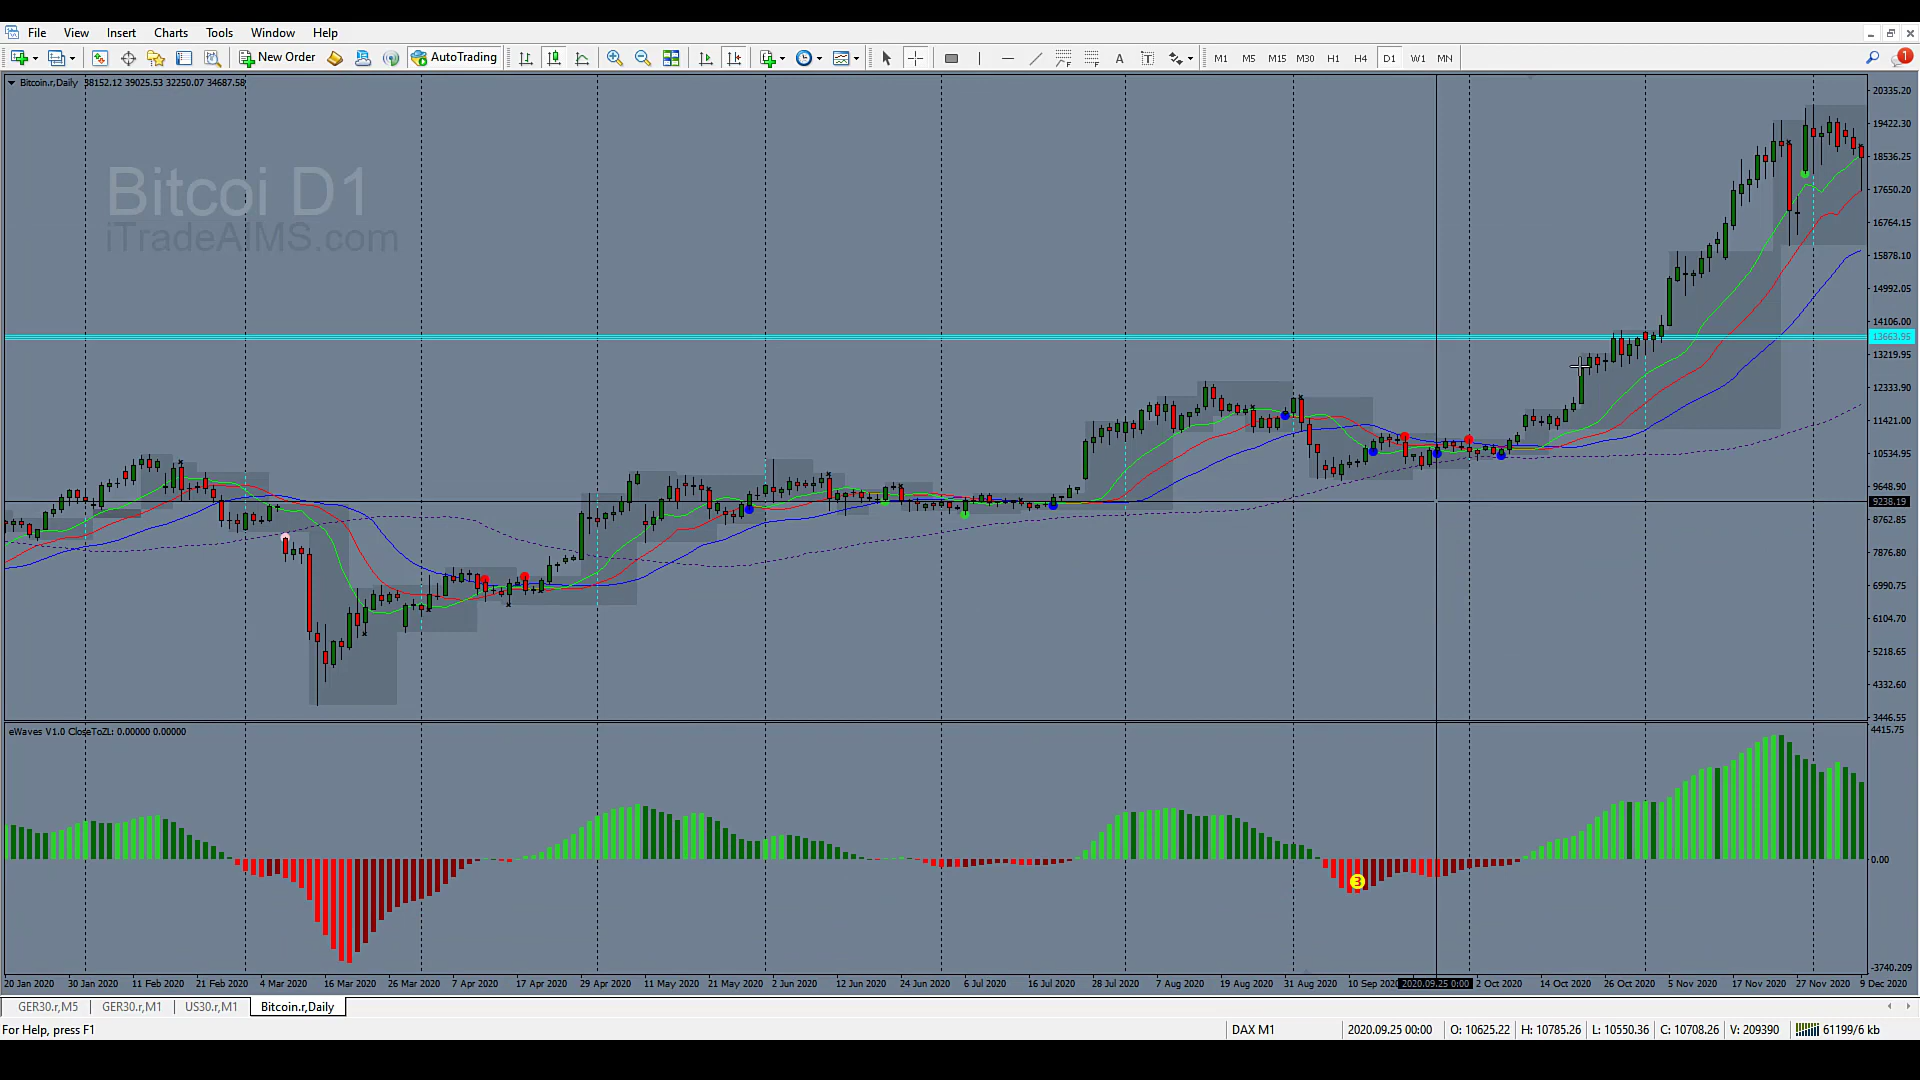 File View Insert Charts Tools Window Help
New Order AutoTrading A T M1 M5 M15 M30 H1 H4 D1 W1 MN 1
Bitcoin.r,Daily 38152.12 39025.53 32250.07 34687.58
Bitcoi D1
iTradeAIMS.com
20335.20
19422.30
18536.25
17650.20
16764.15
15878.10
14992.05
14106.00
13663.95
13219.95
12333.90
11421.00
10534.95
9648.90
9238.19
8762.85
7876.80
6990.75
6104.70
5218.65
4332.60
3446.55
eWaves V1.0 CloseToZL: 0.00000 0.00000
4415.75
0.00
3
-3740.209
20 Jan 2020 30 Jan 2020 11 Feb 2020 21 Feb 2020 4 Mar 2020 16 Mar 2020 26 Mar 2020 7 Apr 2020 17 Apr 2020 29 Apr 2020 11 May 2020 21 May 2020 2 Jun 2020 12 Jun 2020 24 Jun 2020 6 Jul 2020 16 Jul 2020 28 Jul 2020 7 Aug 2020 19 Aug 2020 31 Aug 2020 10 Sep 2020 2020.09.25 0:00 2 Oct 2020 14 Oct 2020 26 Oct 2020 5 Nov 2020 17 Nov 2020 27 Nov 2020 9 Dec 2020
GER30.r,M5 GER30.r,M1 US30.r,M1 Bitcoin.r,Daily
For Help, press F1 DAX M1 2020.09.25 00:00 O: 10625.22 H: 10785.26 L: 10550.36 C: 10708.26 V: 209390 61199/6 kb